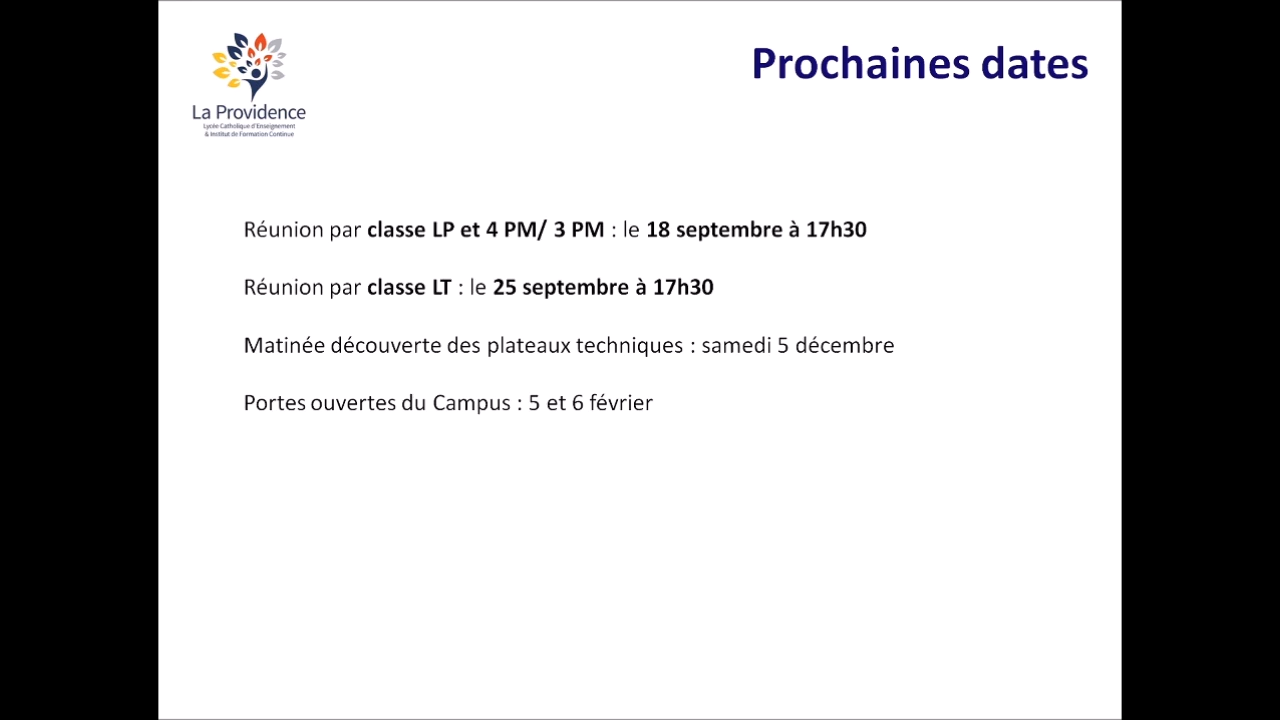 La Providence
Lycée Catholique d'Enseignement
& Institut de Formation Continue
Prochaines dates
Réunion par classe LP et 4 PM/ 3 PM : le 18 septembre à 17h30
Réunion par classe LT : le 25 septembre à 17h30
Matinée découverte des plateaux techniques : samedi 5 décembre
Portes ouvertes du Campus : 5 et 6 février